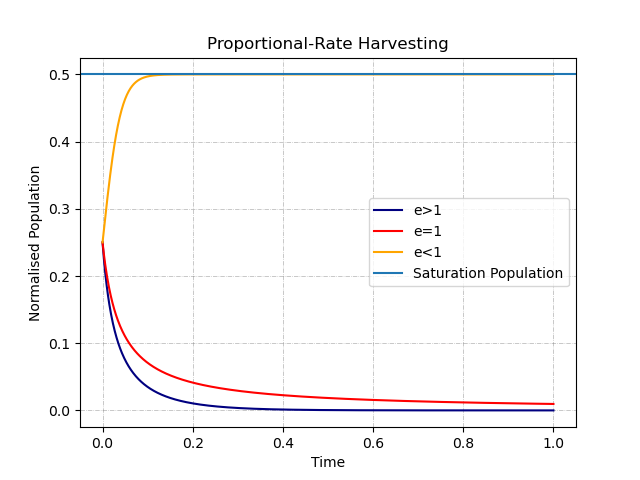 Proportional-Rate Harvesting
Normalised Population
0.5
0.4
0.3
0.2
0.1
0.0
e>1
e=1
e<1
Saturation Population
0.0 0.2 0.4 0.6 0.8 1.0
Time